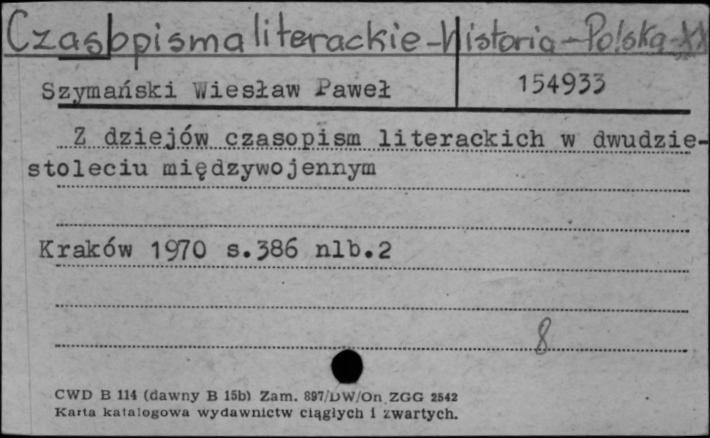 Czasopisma literackie-Historia-Polska-XX
Szymański Wiesław Paweł 154933
Z dziejów czasopism literackich w dwudzie-
stoleciu międzywojennym
Kraków 1970 s.386 nlb.2
8
CWD B 114 (dawny B 15b) Zam. 897/DW/On ZGG 2542
Karta katalogowa wydawnictw ciągłych i zwartych.